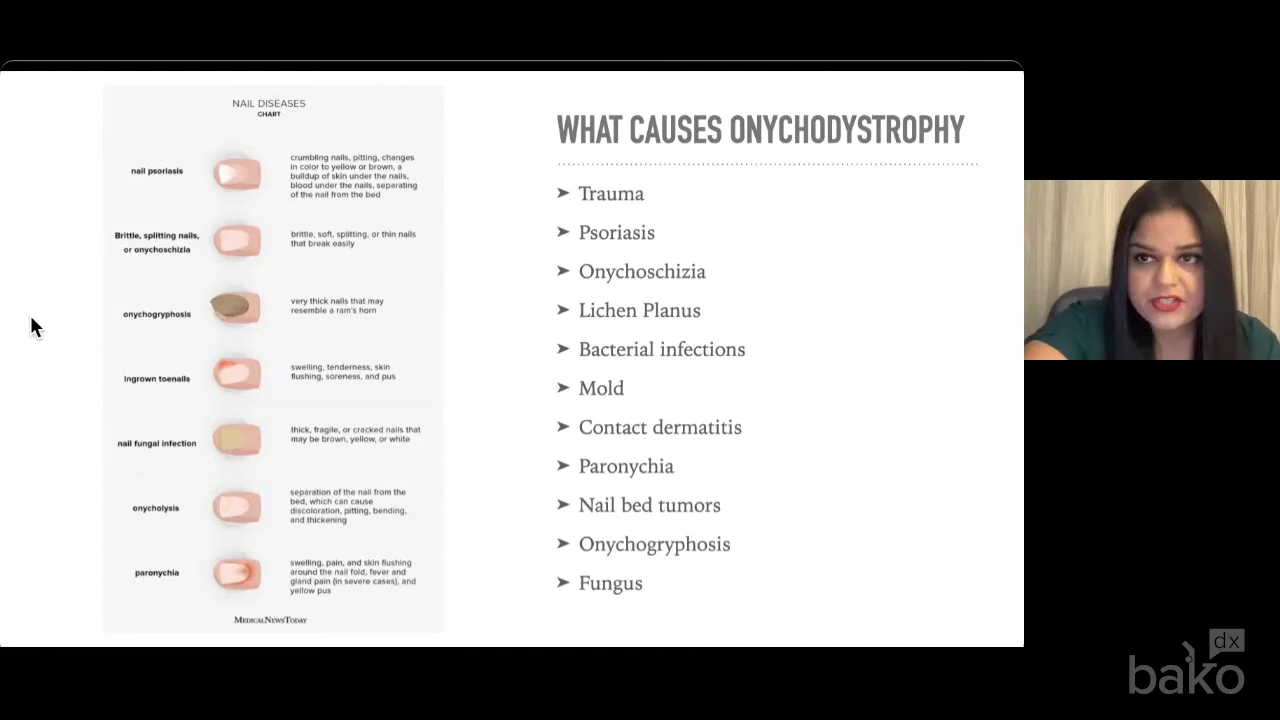 NAIL DISEASES
CHART
nail psoriasis
crumbling nails, pitting, changes
in color to yellow or brown, a
buildup of skin under the nails,
blood under the nails, separating
of the nail from the bed
Brittle, splitting nails,
or onychoschizia
brittle, soft, splitting, or thin nails
that break easily
onychogryphosis
very thick nails that may
resemble a ram's horn
ingrown toenails
swelling, tenderness, skin
flushing, soreness, and pus
nail fungal infection
thick, fragile, or cracked nails that
may be brown, yellow, or white
onycholysis
separation of the nail from the
bed, which can cause
discoloration, pitting, bending,
and thickening
paronychia
swelling, pain, and skin flushing
around the nail fold, fever and
gland pain (in severe cases), and
yellow pus
MEDICALNEWSTODAY
WHAT CAUSES ONYCHODYSTROPHY
➤ Trauma
➤ Psoriasis
➤ Onychoschizia
➤ Lichen Planus
➤ Bacterial infections
➤ Mold
➤ Contact dermatitis
➤ Paronychia
➤ Nail bed tumors
➤ Onychogryphosis
➤ Fungus
dx
bako